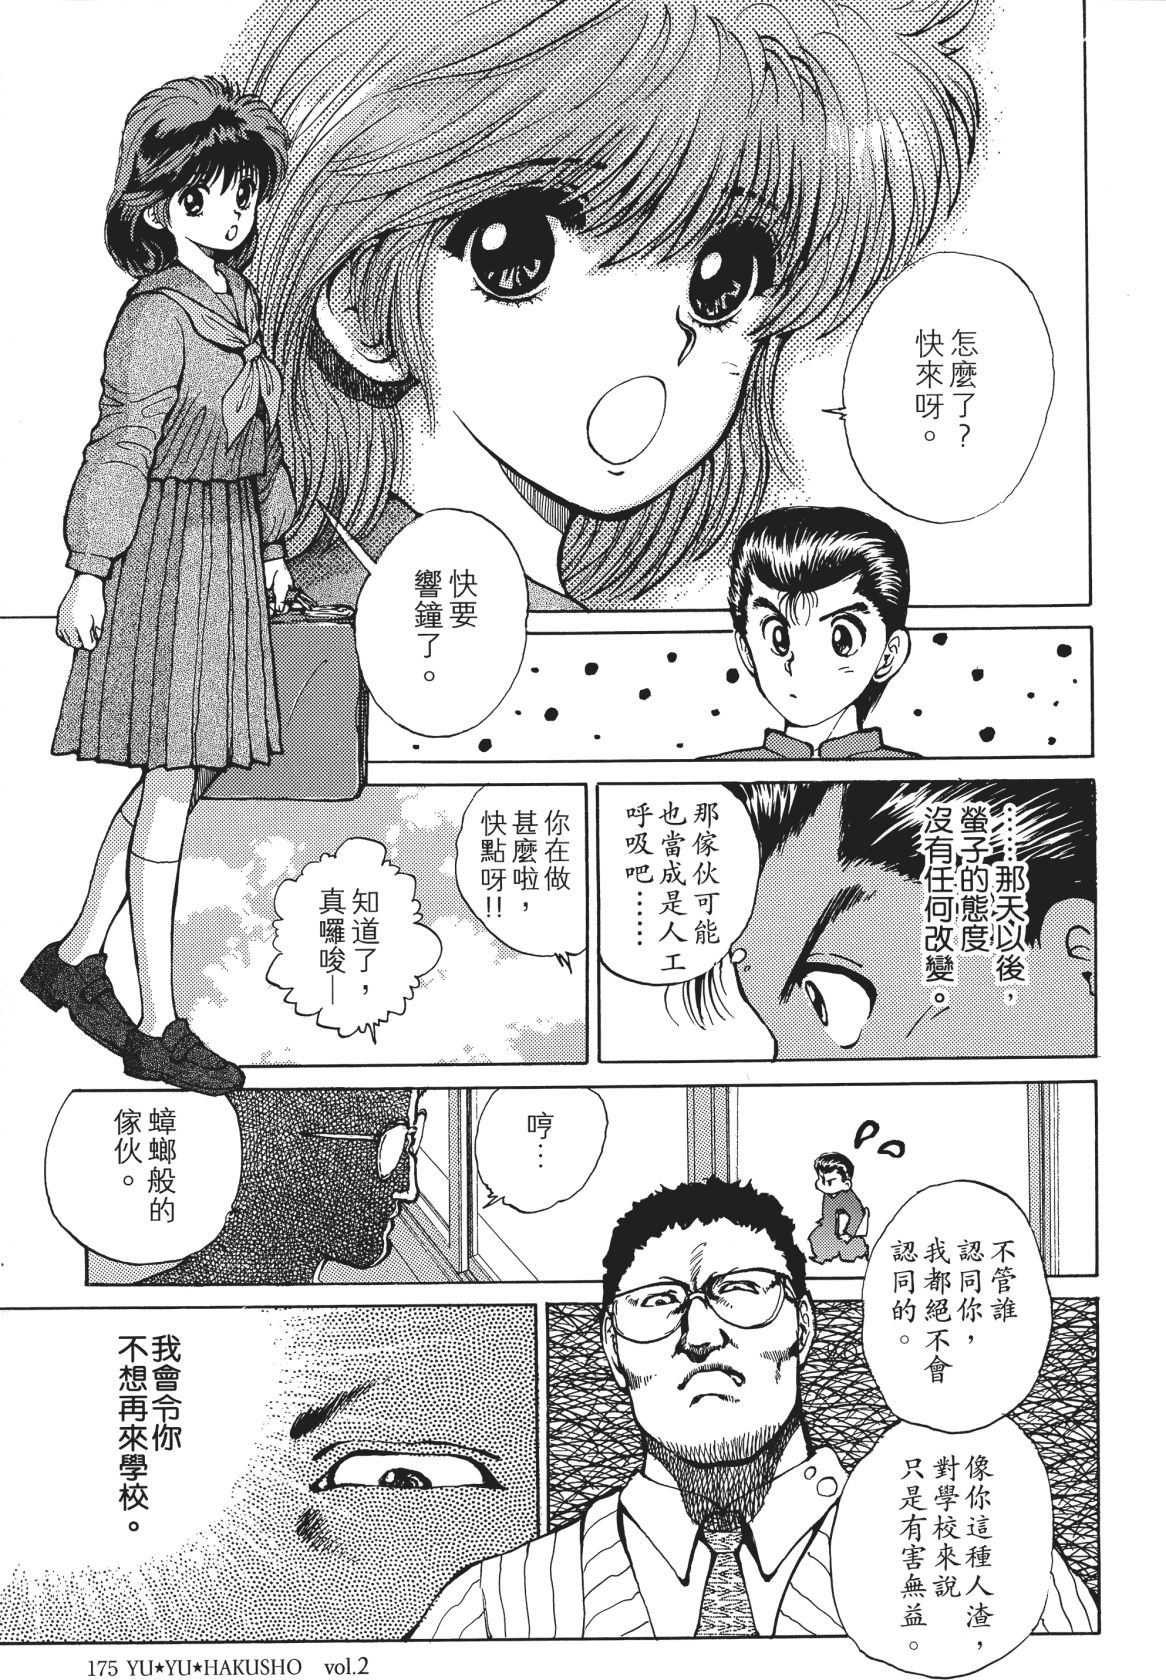 怎麼了?
快來呀。
快要
響鐘了。
……那天以後，
螢子的態度
沒有任何改變。
那傢伙可能
也當成是人工
呼吸吧……
你在做
甚麼啦，
快點呀!!
知道了，
真囉唆—
不管誰
認同你，
我都絕不會
認同的。
哼…
蟑螂般的
傢伙。
像你這種人渣，
對學校來說
只是有害無益。
我會令你
不想再來學校。
175 YU★YU★HAKUSHO vol.2